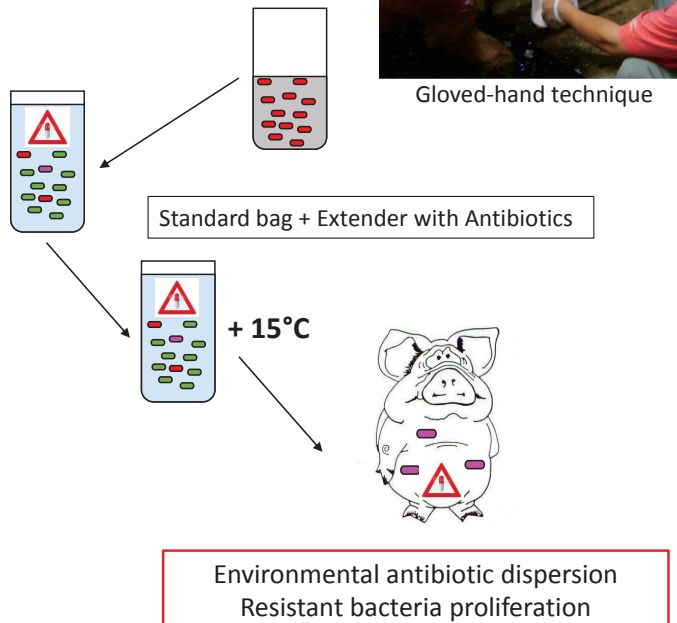 Gloved-hand technique
Standard bag + Extender with Antibiotics
+ 15°C
Environmental antibiotic dispersion
Resistant bacteria proliferation